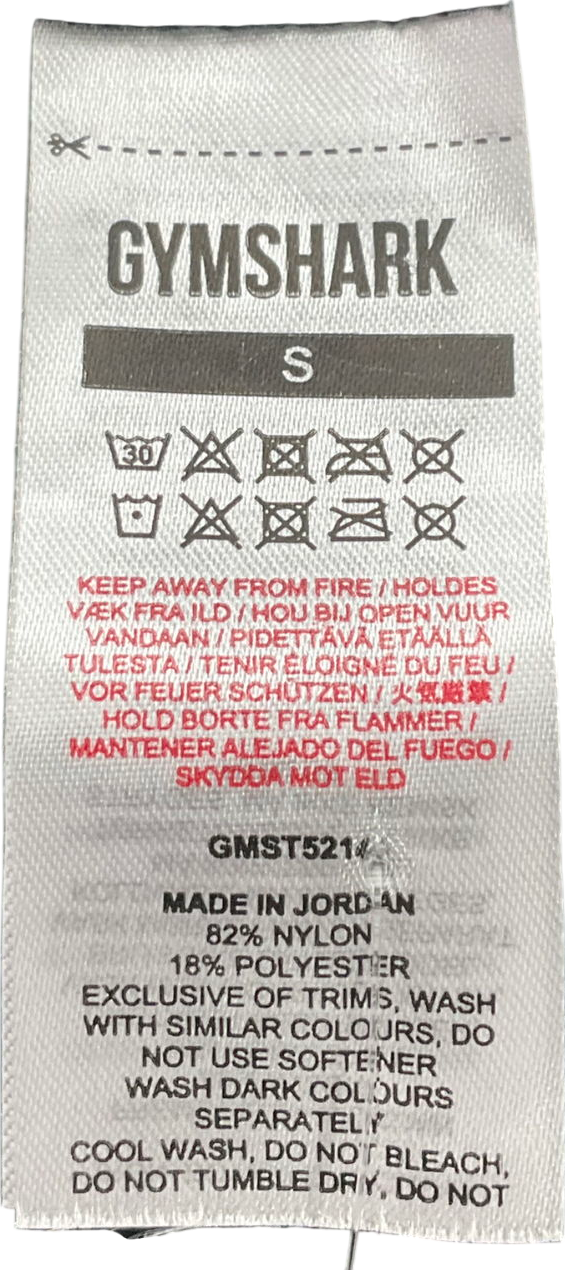 GYMSHARK
S
30
KEEP AWAY FROM FIRE / HOLDES
VÆK FRA ILD / HOU BIJ OPEN VUUR
VANDAAN / PIDETTÄVÄ ETÄÄLLÄ
TULESTA / TENIR ÉLOIGNÉ DU FEU /
VOR FEUER SCHÜTZEN / 火気厳禁 /
HOLD BORTE FRA FLAMMER /
MANTENER ALEJADO DEL FUEGO /
SKYDDA MOT ELD
MADE IN JORDAN
82% NYLON
18% POLYESTER
EXCLUSIVE OF TRIMS, WASH
WITH SIMILAR COLOURS, DO
NOT USE SOFTENER
WASH DARK COLOURS
SEPARATELY
COOL WASH, DO NOT BLEACH,
DO NOT TUMBLE DRY, DO NOT